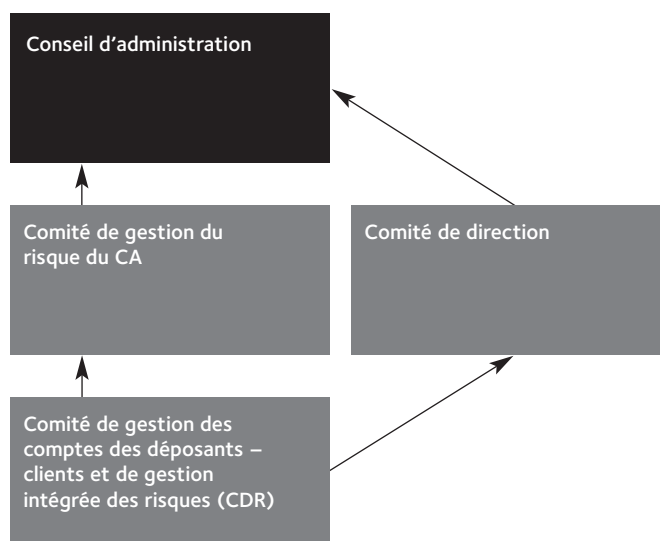 Conseil d’administration
Comité de gestion du
risque du CA
Comité de direction
Comité de gestion des
comptes des déposants –
clients et de gestion
intégrée des risques (CDR)